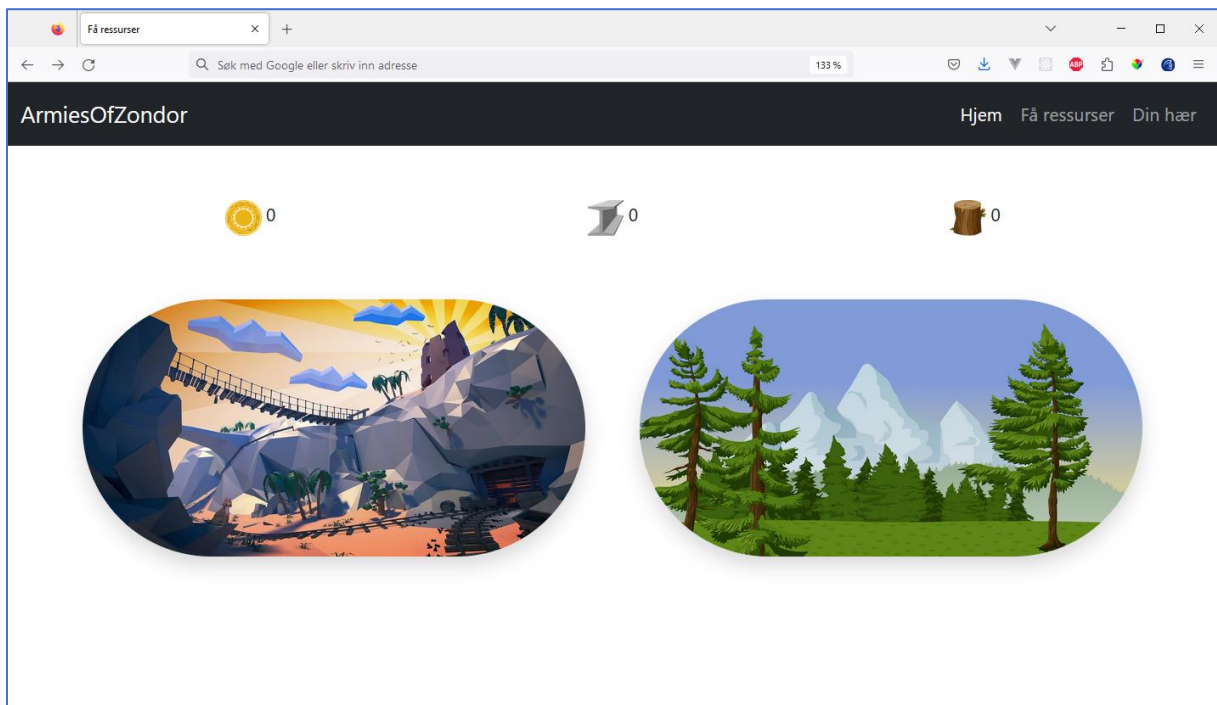 Få ressurser
Søk med Google eller skriv inn adresse
133 %
ABP
ArmiesOfZondor
Hjem Få ressurser Din hær
0 0 0